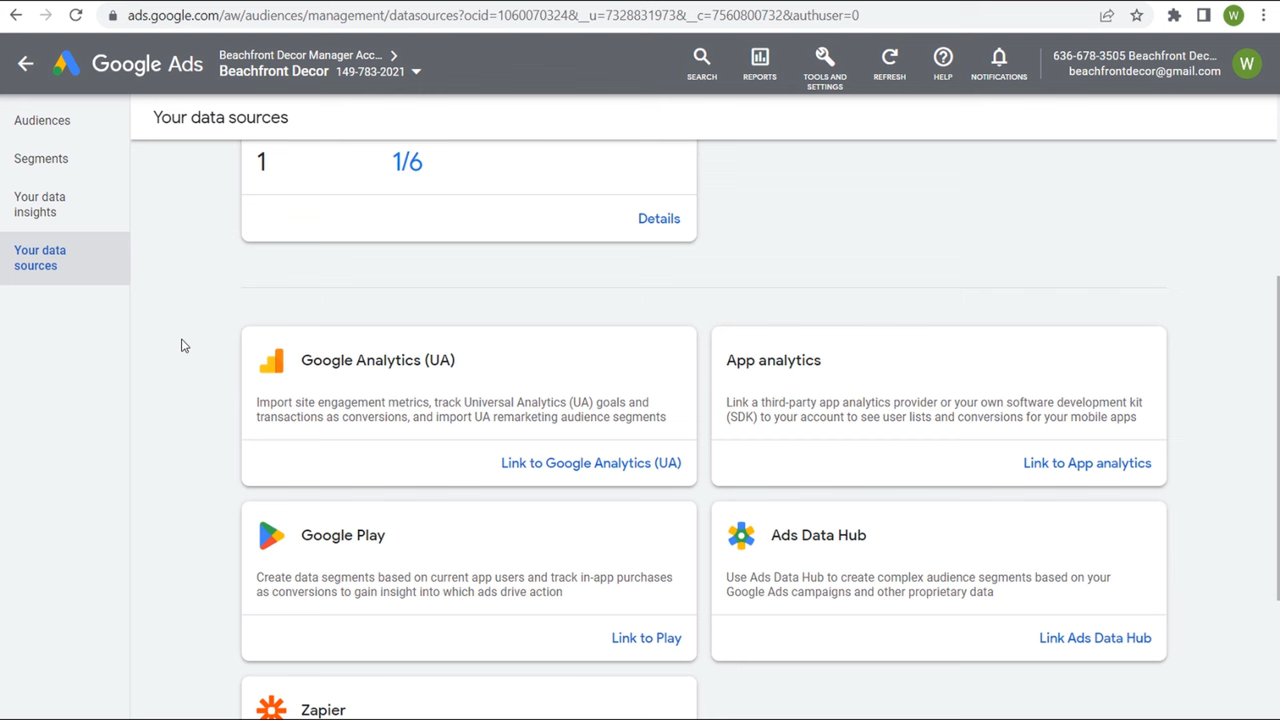 ads.google.com/aw/audiences/management/datasources?ocid=1060070324&__u=7328831973&__c=7560800732&authuser=0
W
Google Ads
Beachfront Decor Manager Acc...
Beachfront Decor 149-783-2021
SEARCH
REPORTS
TOOLS AND
SETTINGS
REFRESH
HELP
NOTIFICATIONS
636-678-3505 Beachfront Dec...
beachfrontdecor@gmail.com
W
Audiences
Segments
Your data
insights
Your data
sources
Your data sources
1 1/6
Details
Google Analytics (UA)
Import site engagement metrics, track Universal Analytics (UA) goals and
transactions as conversions, and import UA remarketing audience segments
Link to Google Analytics (UA)
App analytics
Link a third-party app analytics provider or your own software development kit
(SDK) to your account to see user lists and conversions for your mobile apps
Link to App analytics
Google Play
Create data segments based on current app users and track in-app purchases
as conversions to gain insight into which ads drive action
Link to Play
Ads Data Hub
Use Ads Data Hub to create complex audience segments based on your
Google Ads campaigns and other proprietary data
Link Ads Data Hub
Zapier